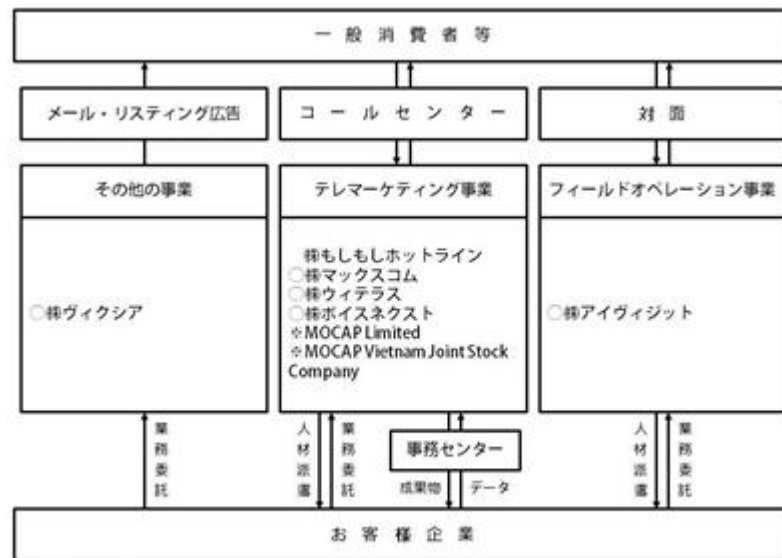 一般消費者等
メール・リスティング広告
コールセンター
対面
その他の事業
テレマーケティング事業
フィールドオペレーション事業
○㈱ヴィクシア
㈱もしもしホットライン
○㈱マックスコム
○㈱ウィテラス
○㈱ボイスネクスト
※MOCAP Limited
※MOCAP Vietnam Joint Stock
Company
○㈱アイヴィジット
業務委託
人材派遣
業務委託
事務センター
成果物
データ
人材派遣
業務委託
お客様企業